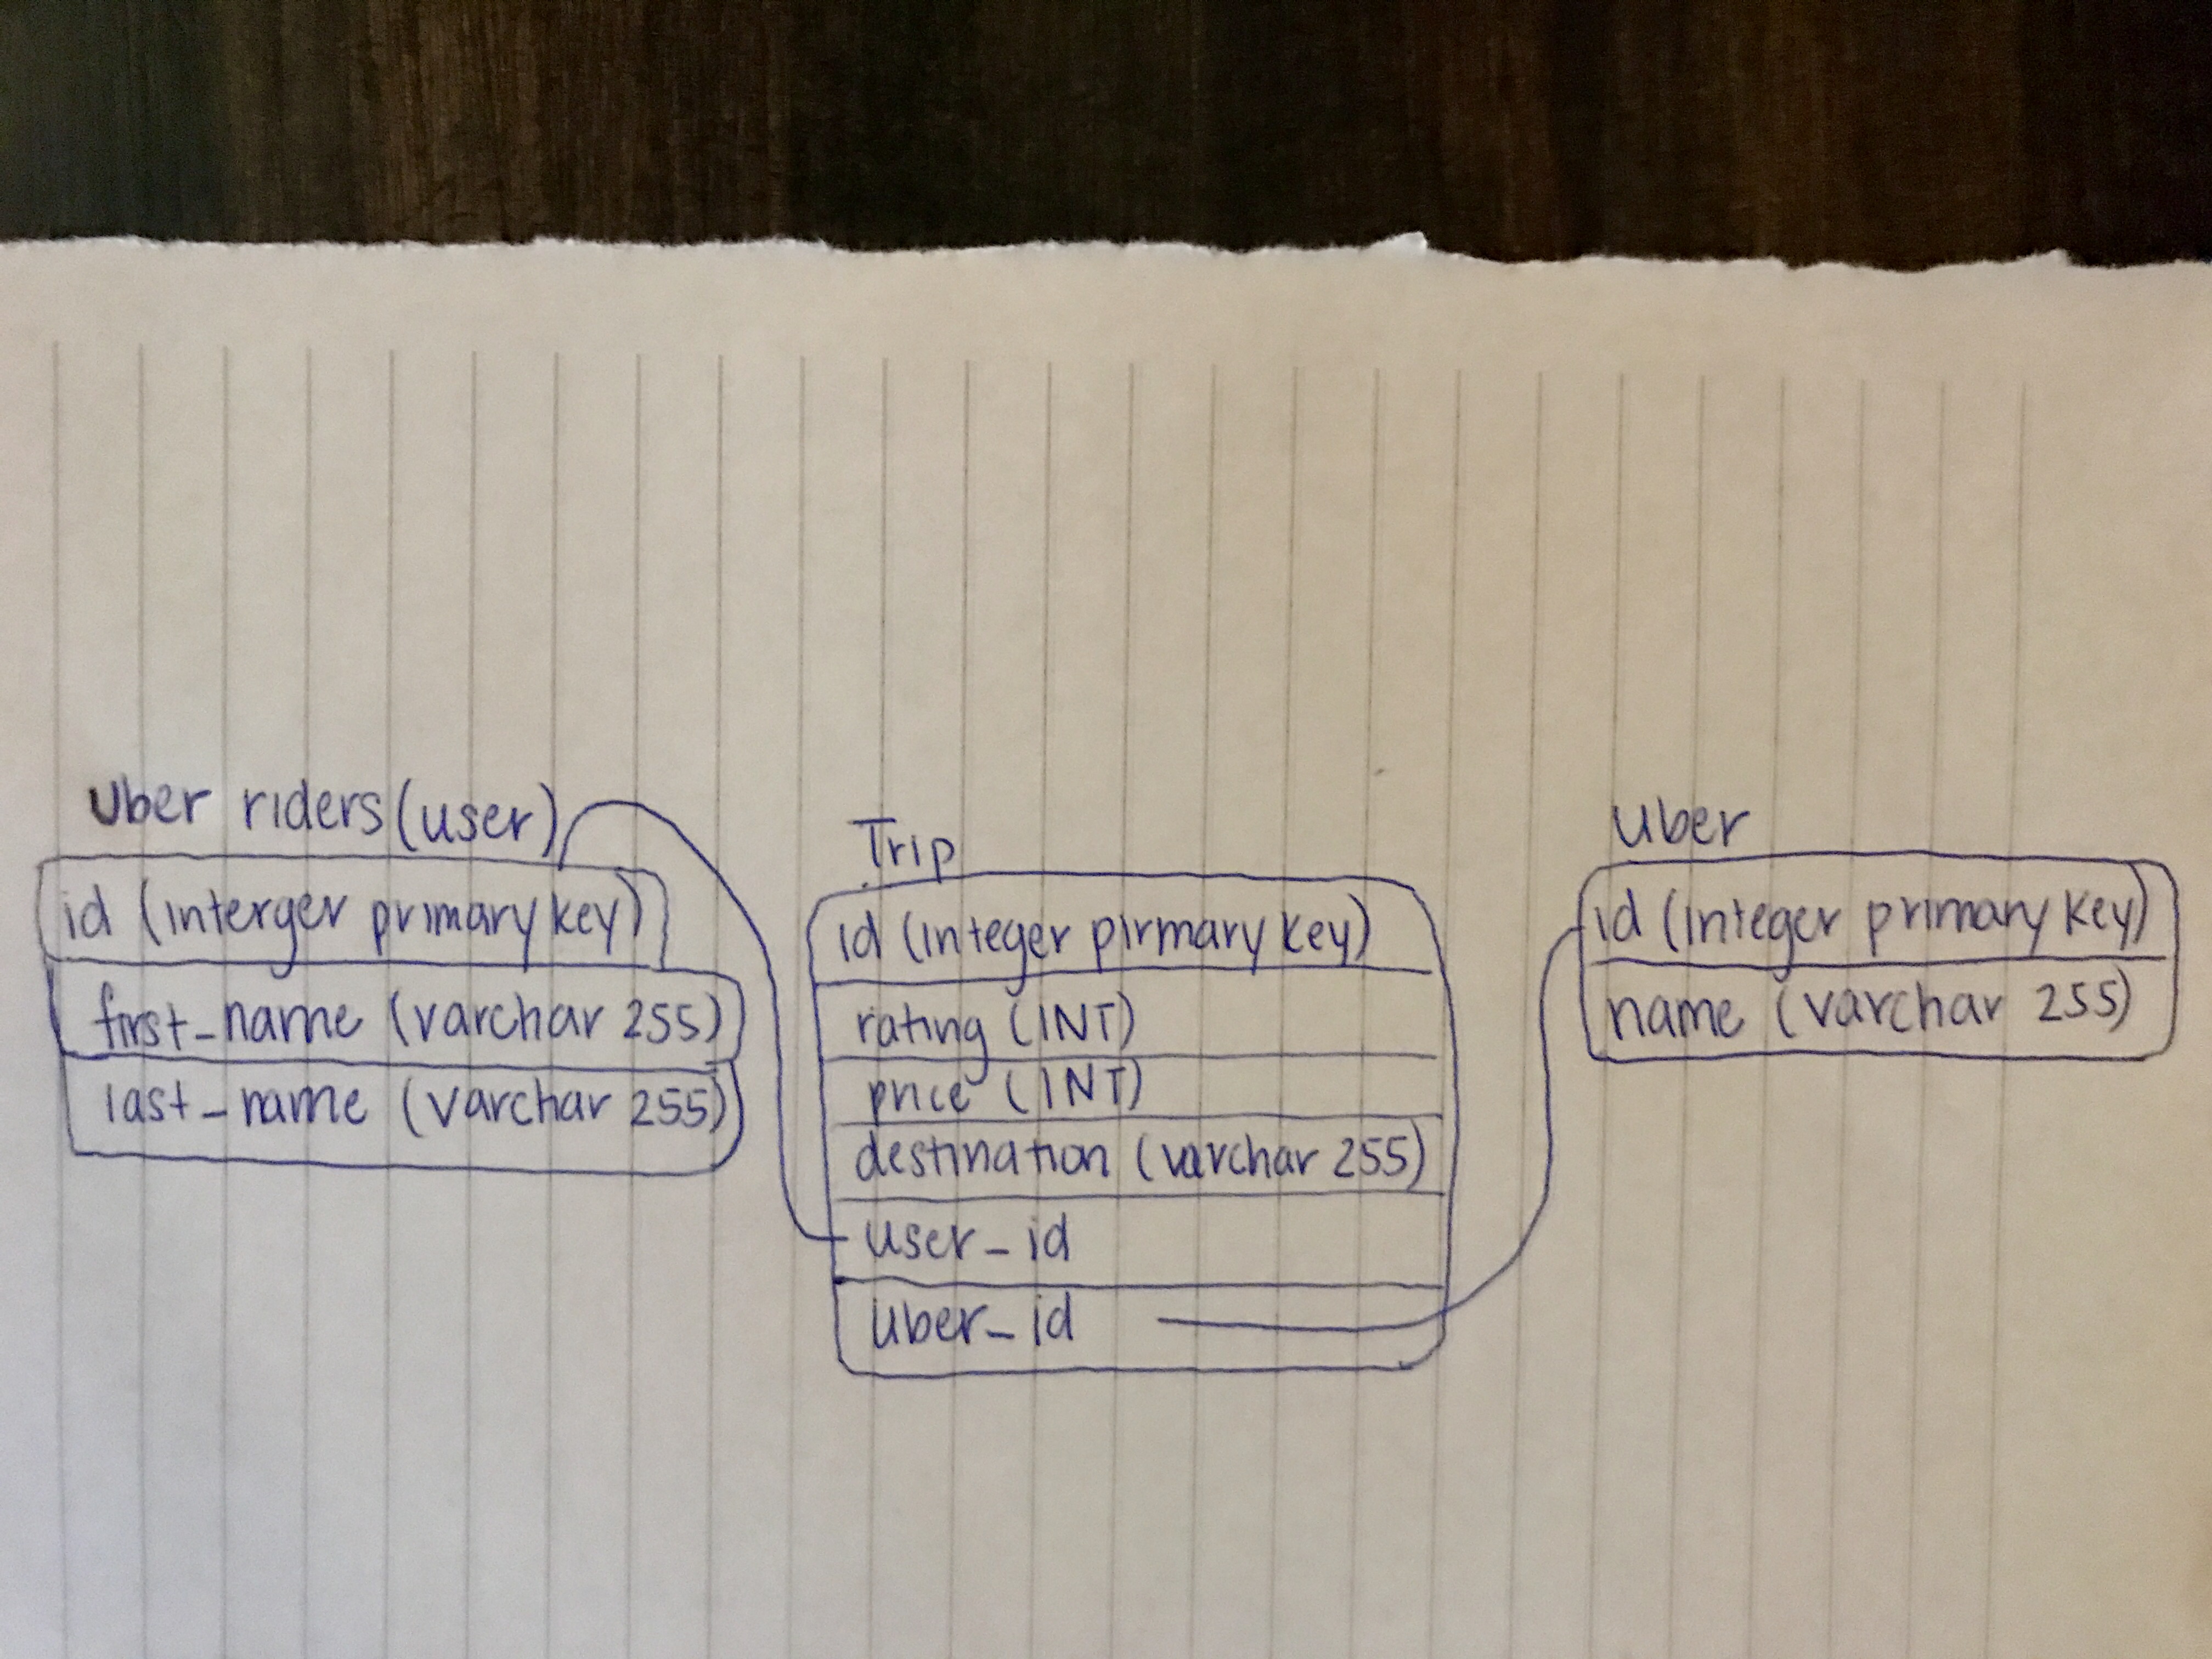 Uber riders (user)
id (interger primary key)
first_name (varchar 255)
last_name (varchar 255)
Trip
id (integer pirmary key)
rating (INT)
price (INT)
destination (varchar 255)
user_id
uber_id
Uber
id (integer primary key)
name (varchar 255)